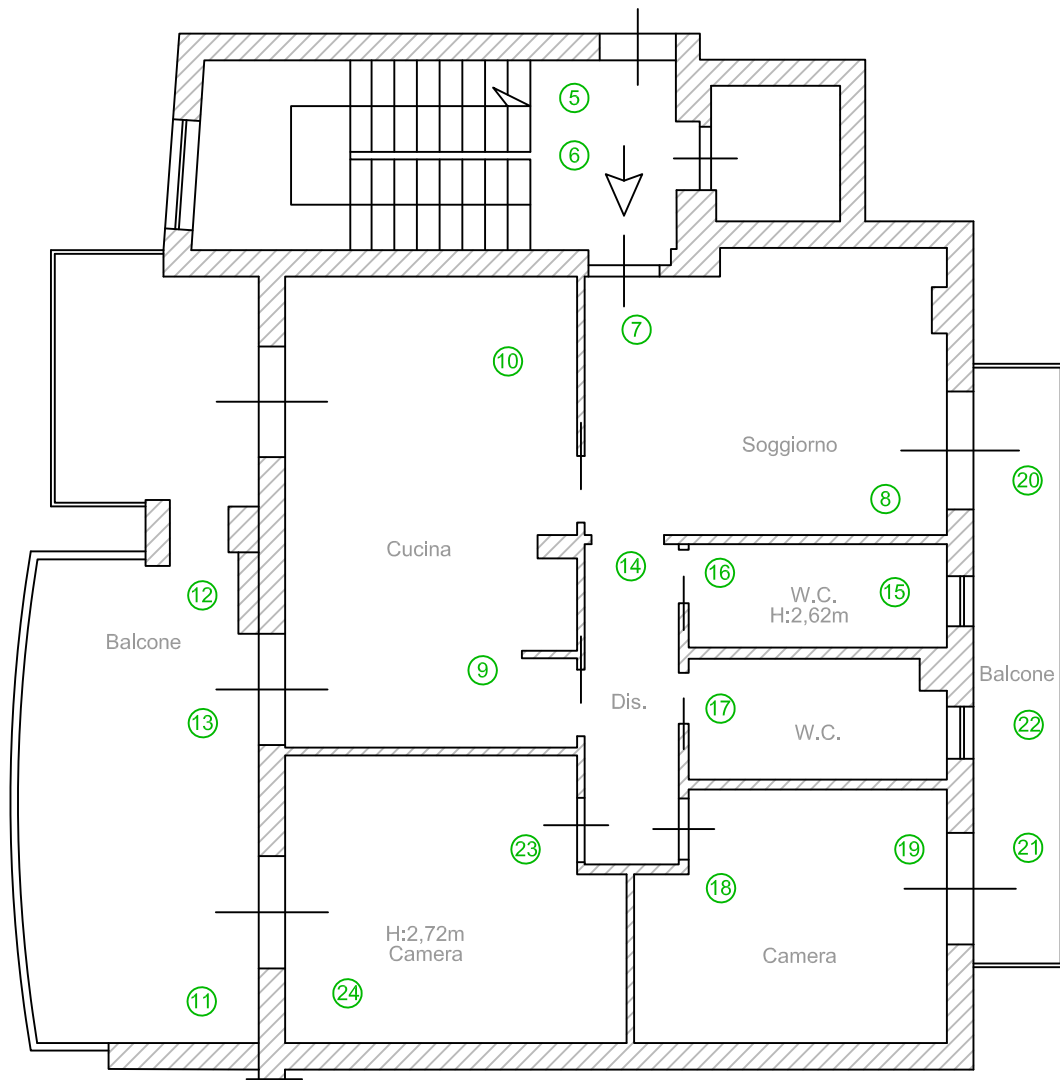 5
6
7
10
Soggiorno
20
8
Cucina
14
16
15
W.C.
H:2,62m
12
Balcone
9
Dis.
Balcone
13
17
22
W.C.
23
19
21
18
H:2,72m
Camera
Camera
11
24